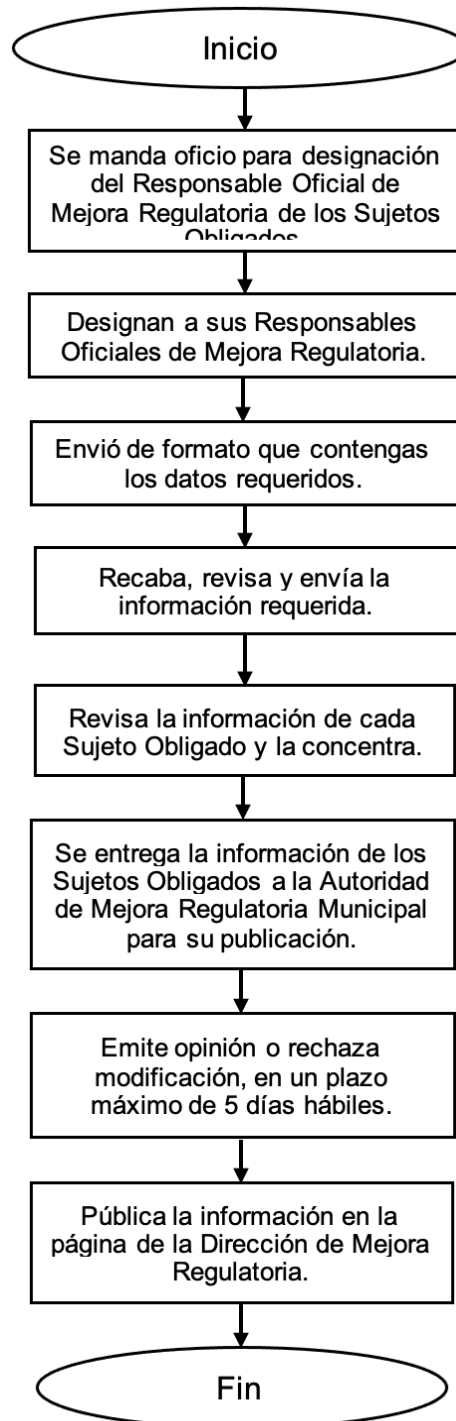 Inicio
Se manda oficio para designación
del Responsable Oficial de
Mejora Regulatoria de los Sujetos
Obligados
Designan a sus Responsables
Oficiales de Mejora Regulatoria.
Envió de formato que contengas
los datos requeridos.
Recaba, revisa y envía la
información requerida.
Revisa la información de cada
Sujeto Obligado y la concentra.
Se entrega la información de los
Sujetos Obligados a la Autoridad
de Mejora Regulatoria Municipal
para su publicación.
Emite opinión o rechaza
modificación, en un plazo
máximo de 5 días hábiles.
Pública la información en la
página de la Dirección de Mejora
Regulatoria.
Fin